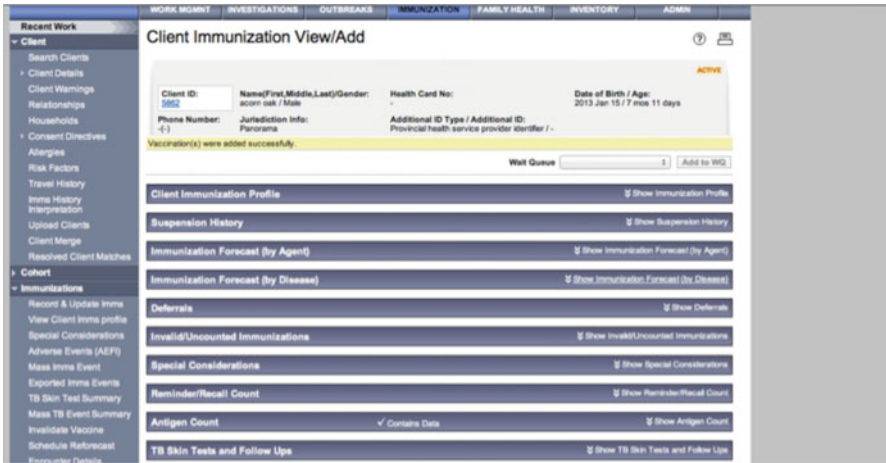 WORK MGMNT INVESTIGATIONS OUTBREAKS IMMUNIZATION FAMILY HEALTH INVENTORY ADMIN
Recent Work
Client
Search Clients
Client Details
Client Warnings
Relationships
Households
Consent Directives
Allergies
Risk Factors
Travel History
Imms History
Interpretation
Upload Clients
Client Merge
Resolved Client Matches
Cohort
Immunizations
Record & Update Imms
View Client Imms profile
Special Considerations
Adverse Events (AEFI)
Mass Imms Event
Exported Imms Events
TB Skin Test Summary
Mass TB Event Summary
Invalidate Vaccine
Schedule Reforecast
Encounter Details
Client Immunization View/Add
ACTIVE
Client ID: Name(First,Middle,Last)/Gender: Health Card No: Date of Birth / Age:
5862 acorn oak / Male - 2013 Jan 15 / 7 mos 11 days
Phone Number: Jurisdiction Info: Additional ID Type / Additional ID:
-(-) Panorama Provincial health service provider identifier / -
Vaccination(s) were added successfully.
Wait Queue Add to WQ
Client Immunization Profile Show Immunization Profile
Suspension History Show Suspension History
Immunization Forecast (by Agent) Show Immunization Forecast (by Agent)
Immunization Forecast (by Disease) Show Immunization Forecast (by Disease)
Deferrals Show Deferrals
Invalid/Uncounted Immunizations Show Invalid/Uncounted Immunizations
Special Considerations Show Special Considerations
Reminder/Recall Count Show Reminder/Recall Count
Antigen Count ✓ Contains Data Show Antigen Count
TB Skin Tests and Follow Ups Show TB Skin Tests and Follow Ups